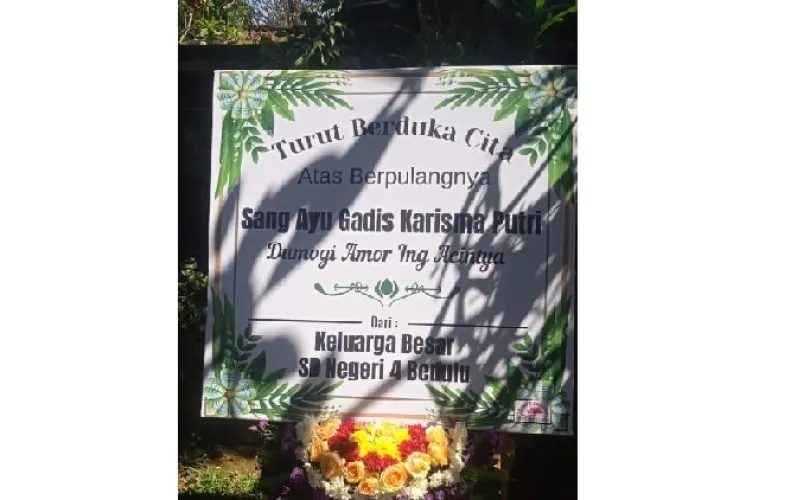 Turut Berduka Cita
Atas Berpulangnya
Sang Ayu Gadis Karisma Putri
Dumogi Amor Ing Acintya
Dari :
Keluarga Besar
SD Negeri 4 Bebalang